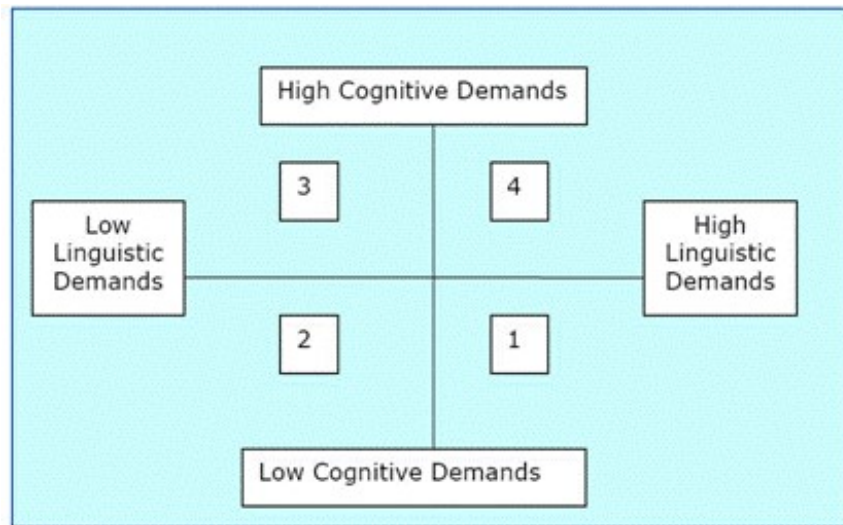 High Cognitive Demands
3
4
Low
Linguistic
Demands
High
Linguistic
Demands
2
1
Low Cognitive Demands